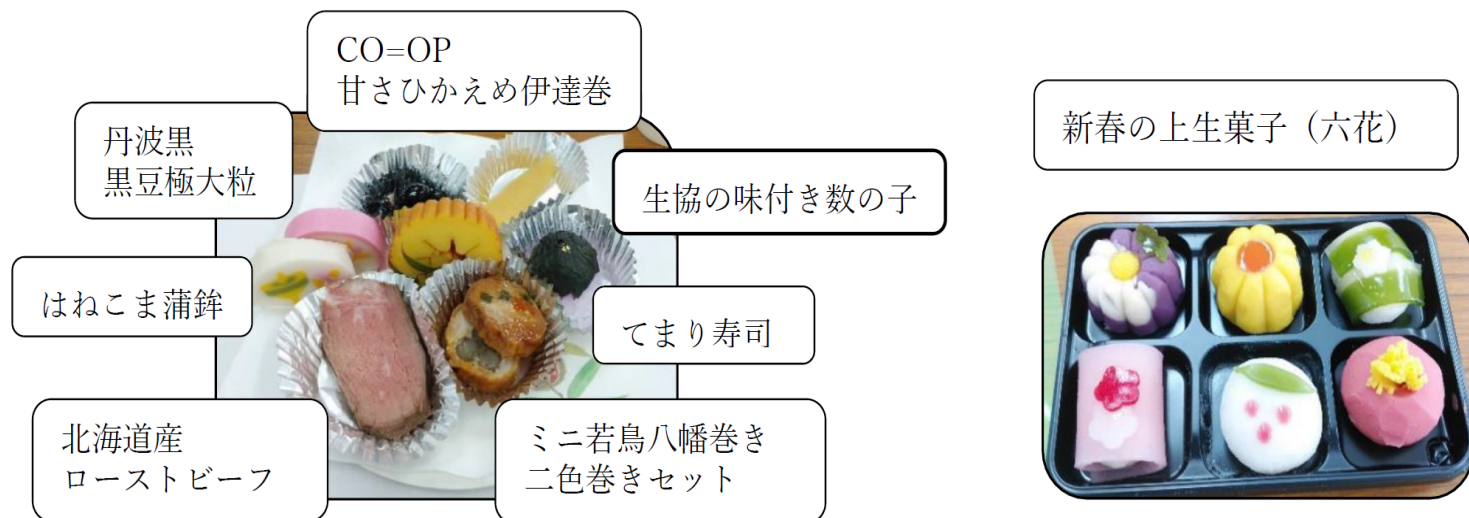 CO=OP
甘さひかえめ伊達巻
丹波黒
黒豆極大粒
生協の味付き数の子
はねこま蒲鉾
てまり寿司
北海道産
ローストビーフ
ミニ若鳥八幡巻き
二色巻きセット
新春の上生菓子（六花）